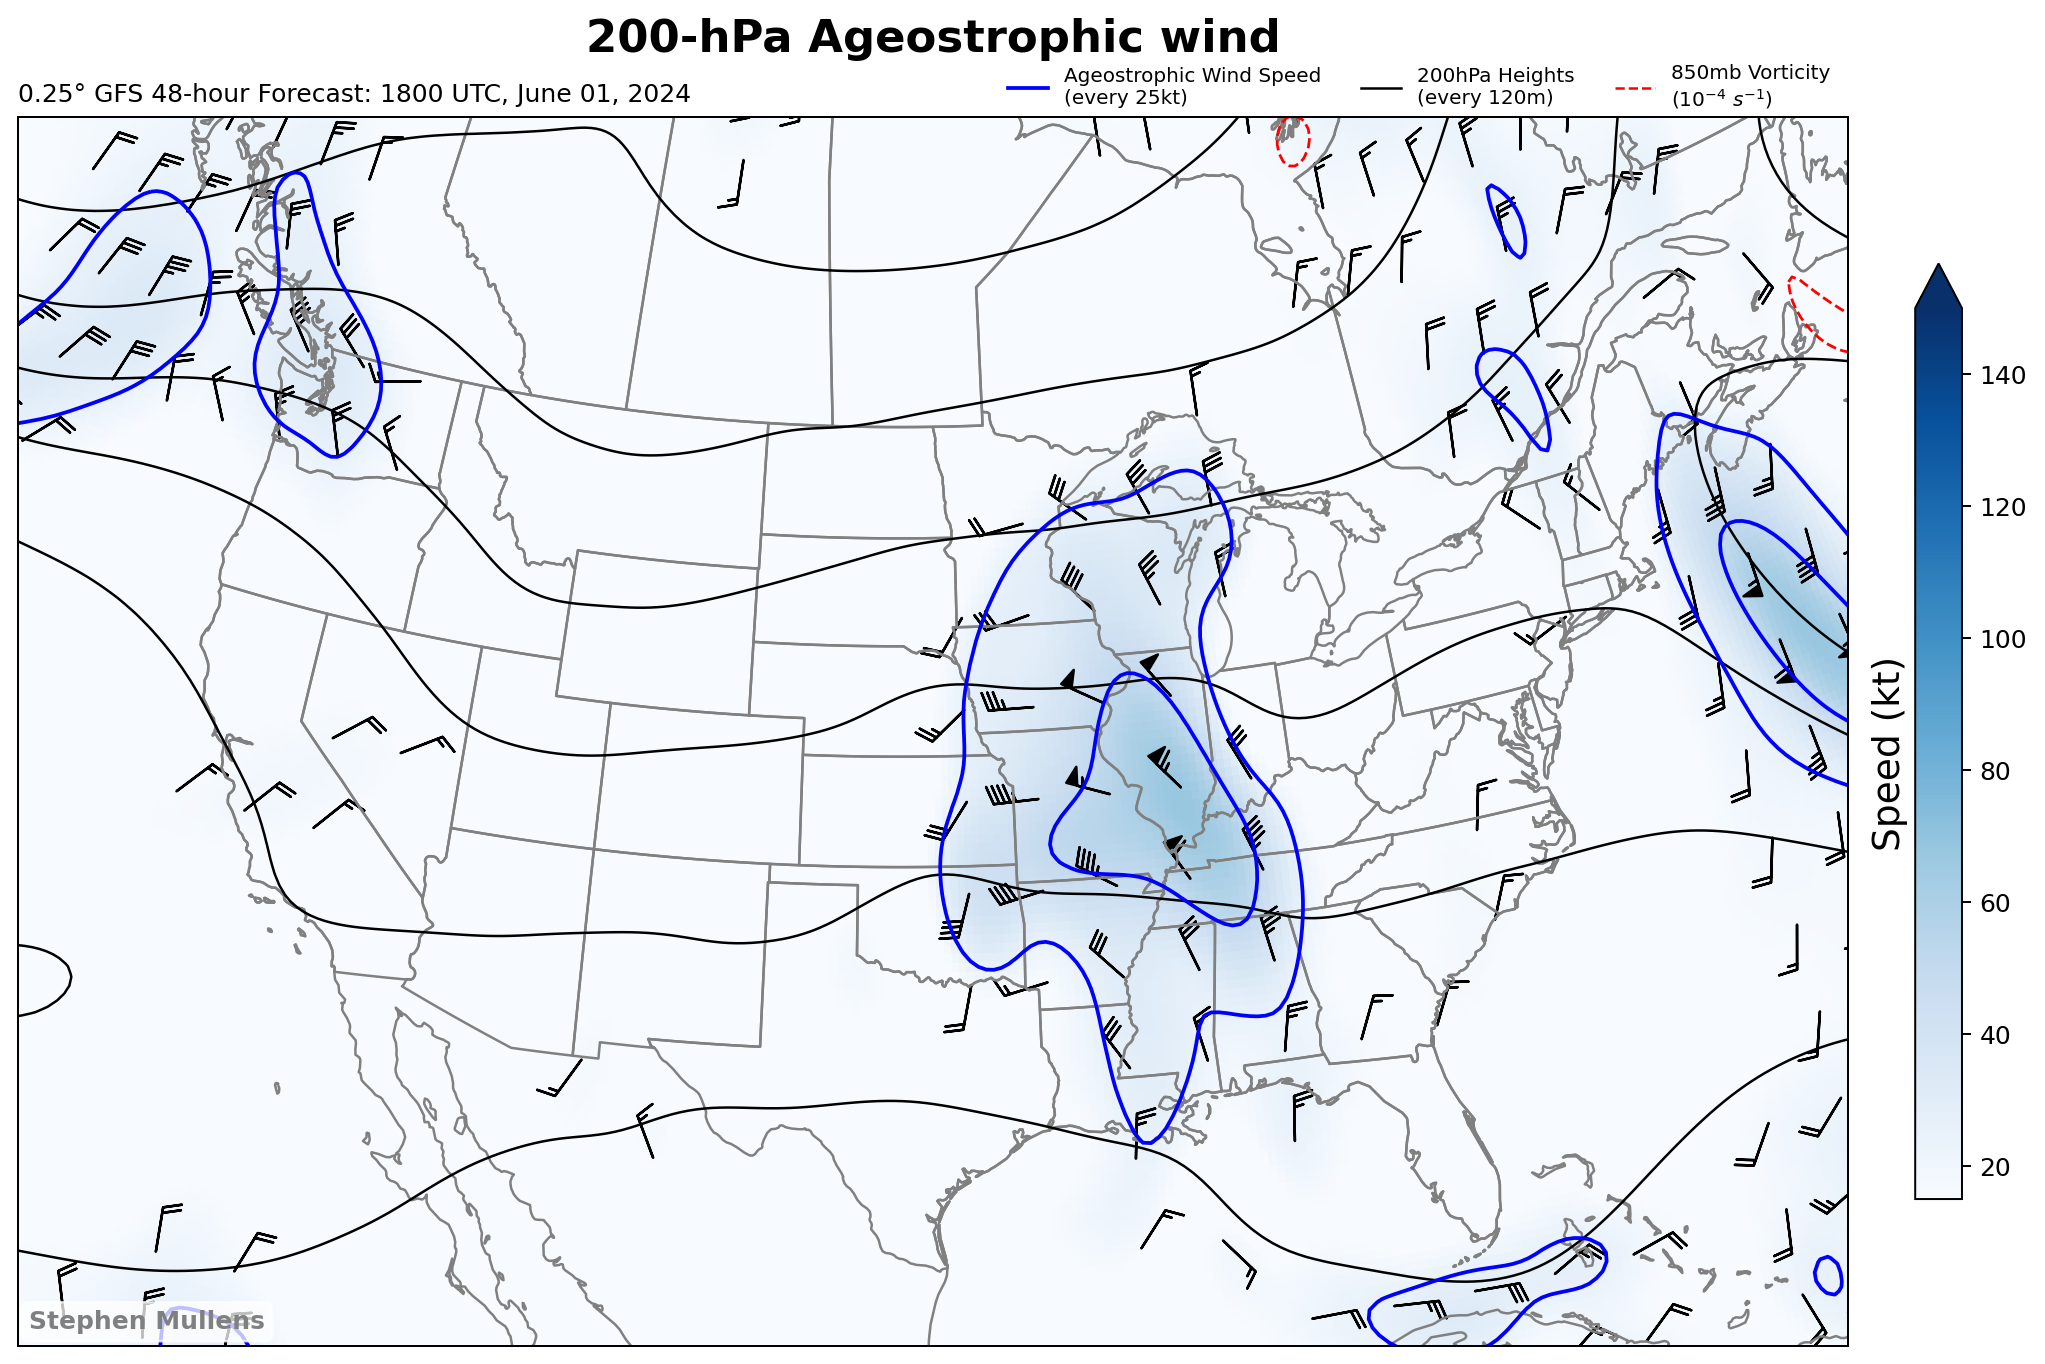 200-hPa Ageostrophic wind
0.25° GFS 48-hour Forecast: 1800 UTC, June 01, 2024
Ageostrophic Wind Speed
(every 25kt)
200hPa Heights
(every 120m)
850mb Vorticity
(10⁻⁴ s⁻¹)
140
120
100
80
60
40
20
Speed (kt)
Stephen Mullens